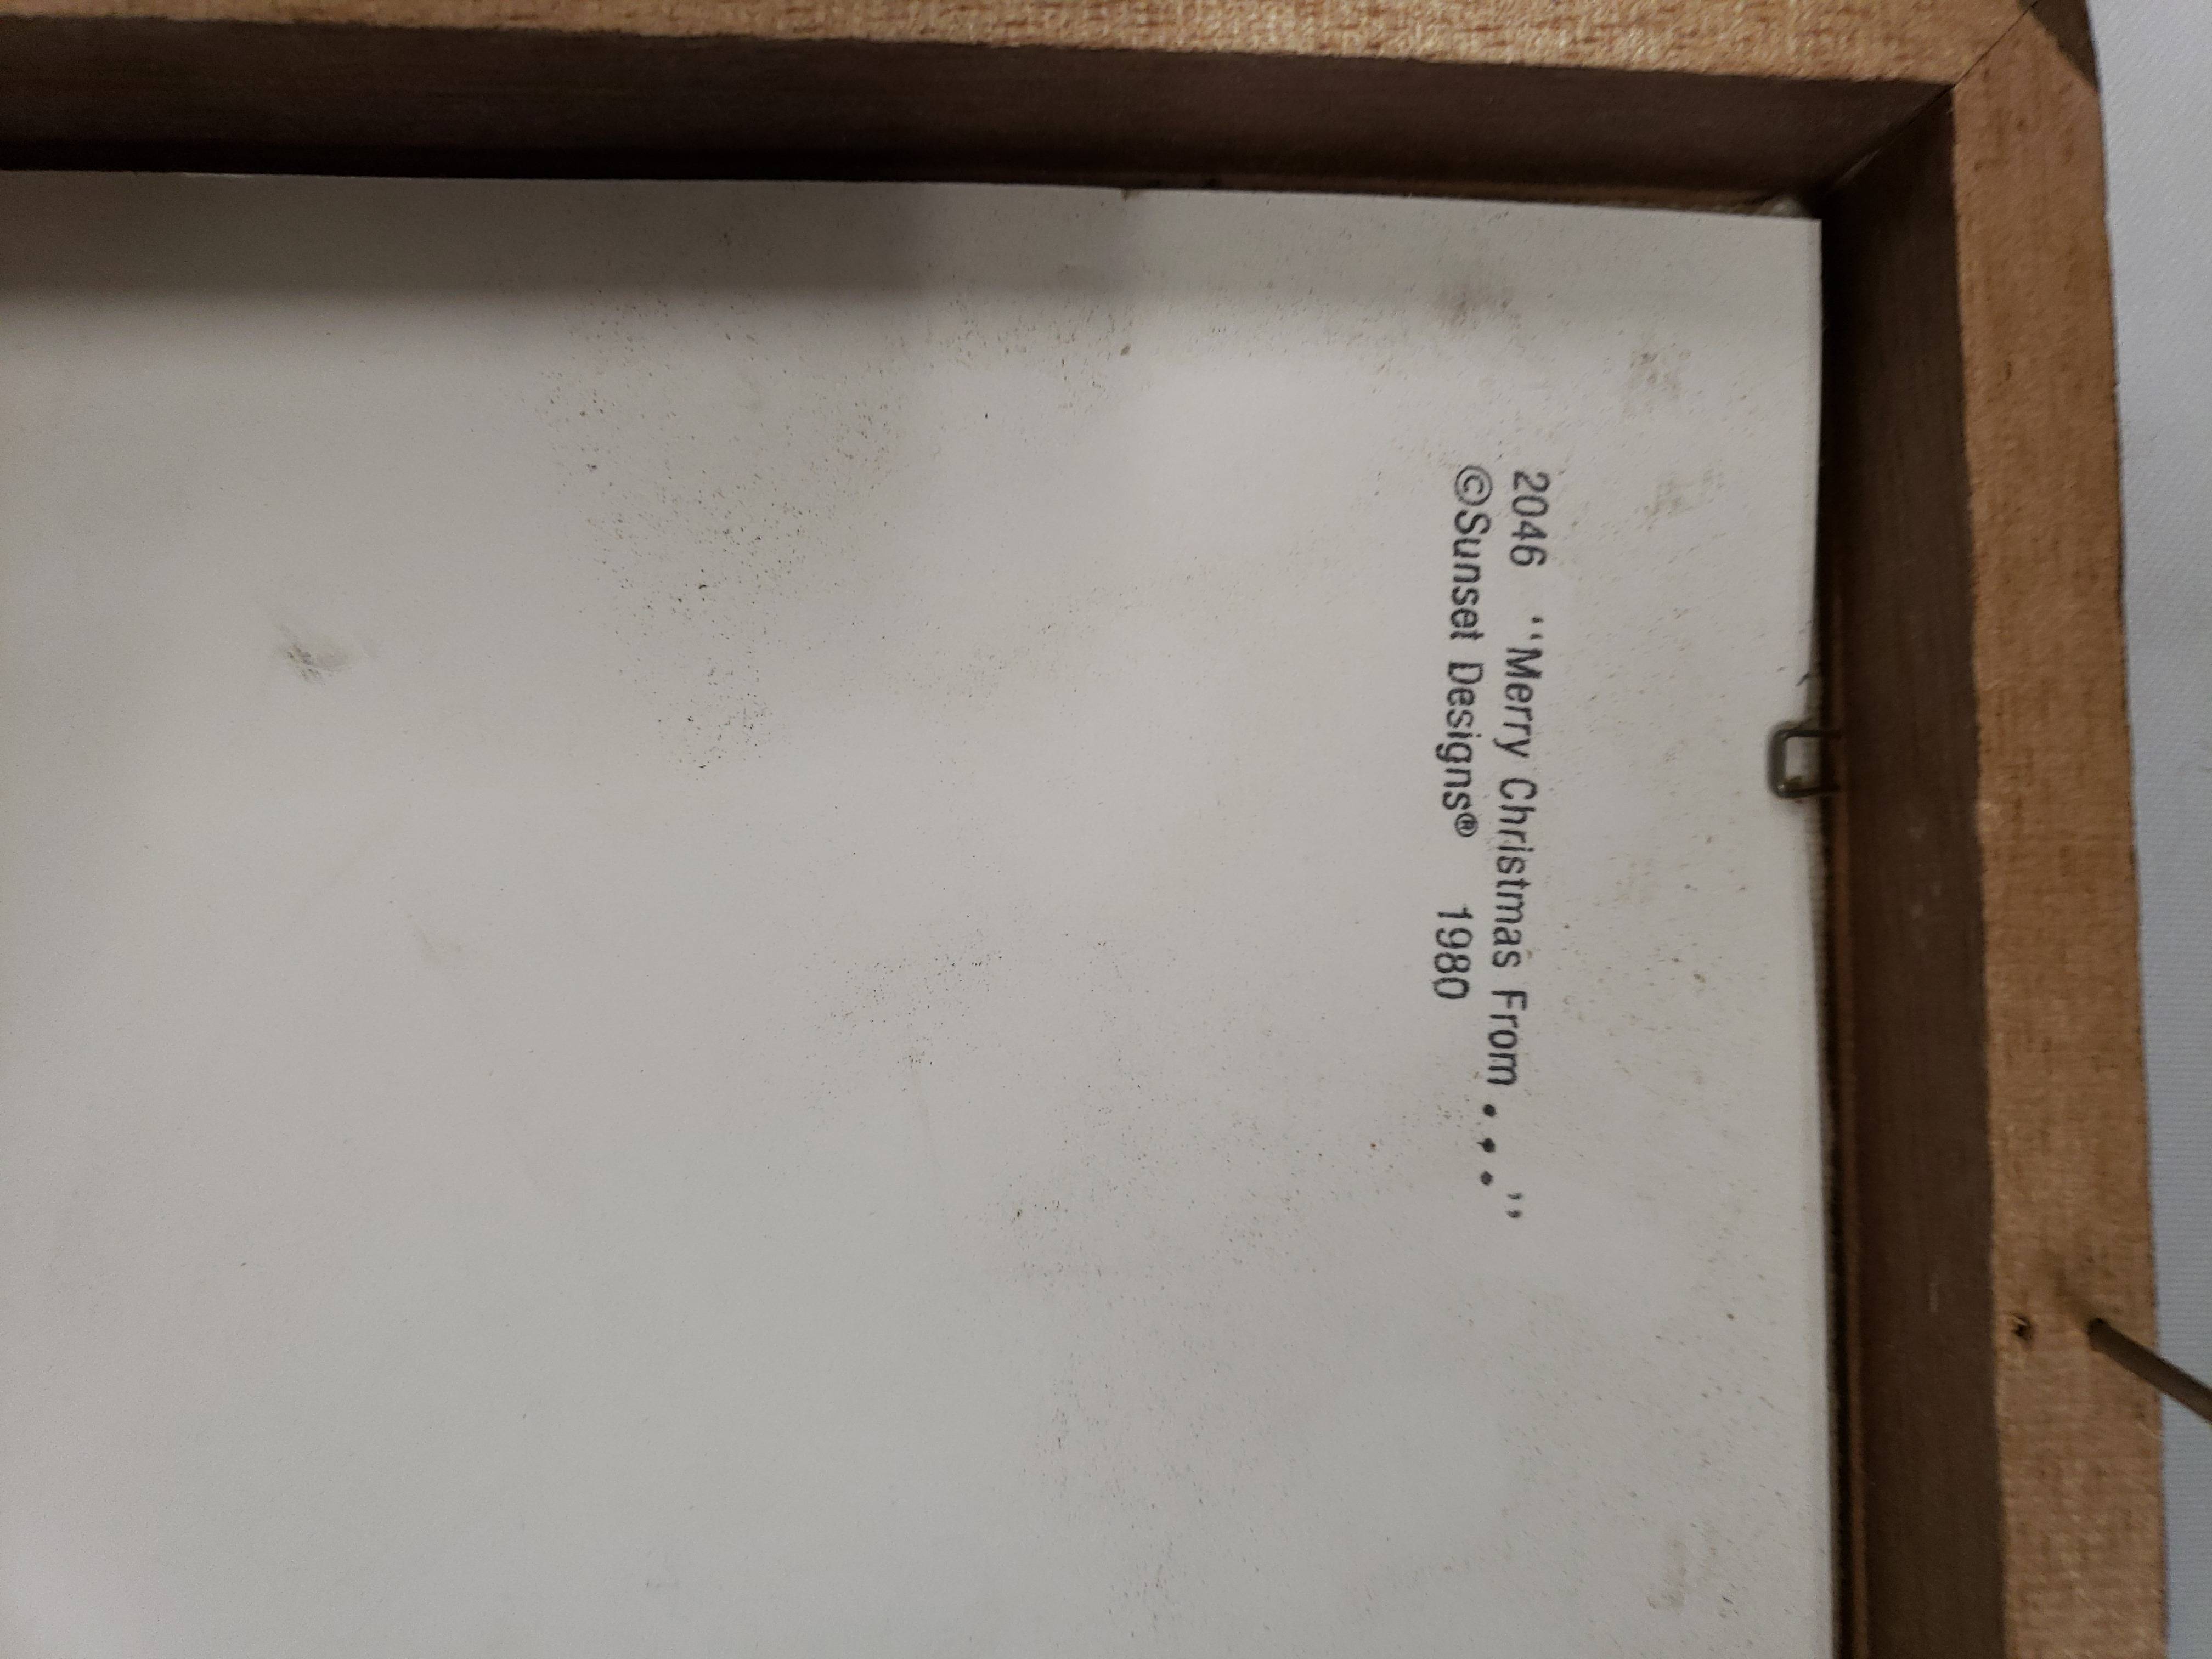 2046 "Merry Christmas From..."
©Sunset Designs® 1980